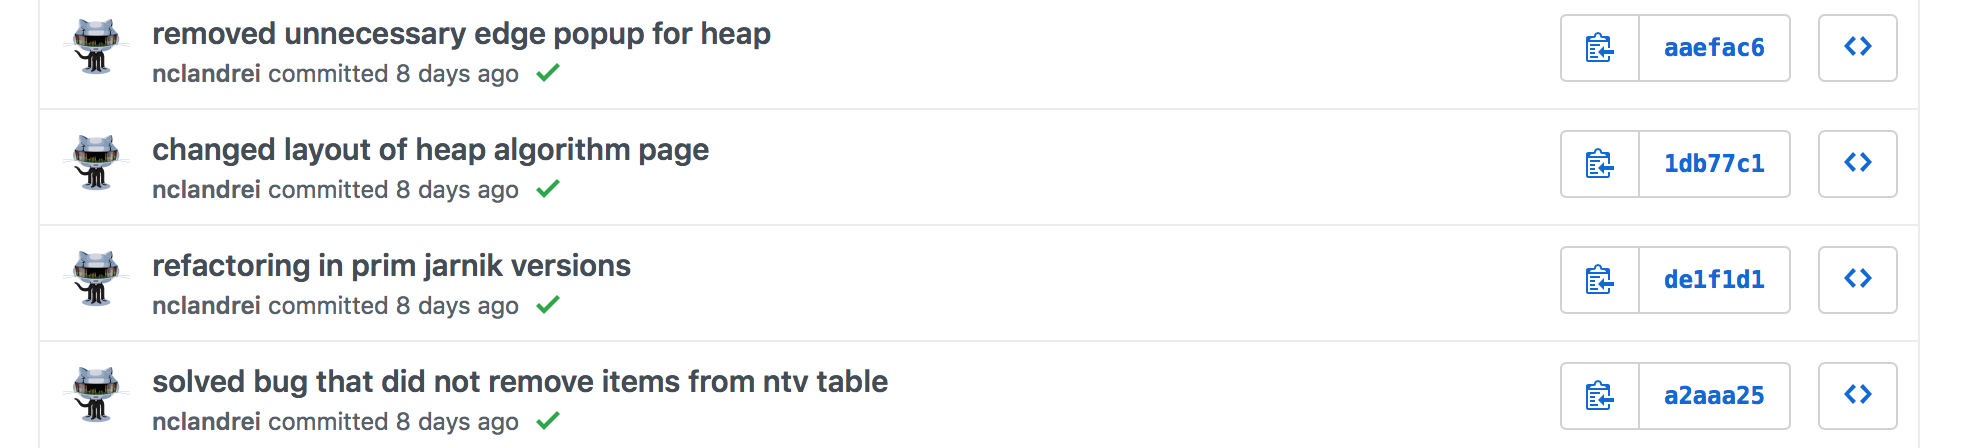 removed unnecessary edge popup for heap
nclandrei committed 8 days ago
aaefac6
changed layout of heap algorithm page
nclandrei committed 8 days ago
1db77c1
refactoring in prim jarnik versions
nclandrei committed 8 days ago
de1f1d1
solved bug that did not remove items from ntv table
nclandrei committed 8 days ago
a2aaa25